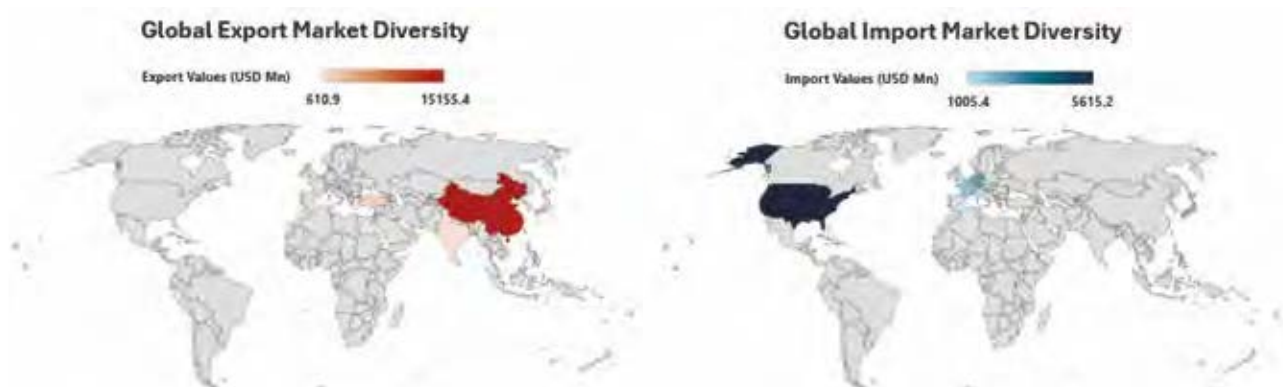 Global Export Market Diversity
Export Values (USD Mn)
610.9 15155.4
Global Import Market Diversity
Import Values (USD Mn)
1005.4 5615.2